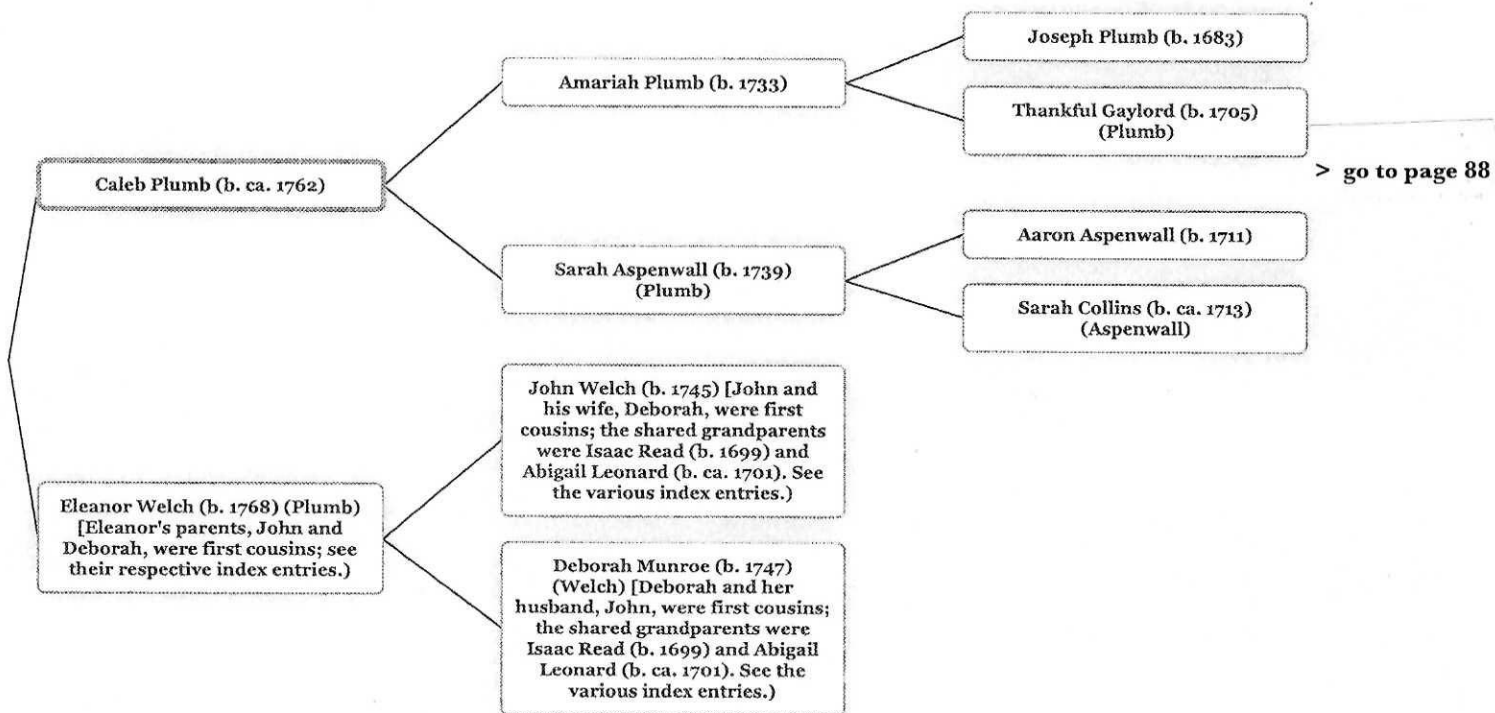 Joseph Plumb (b. 1683)
Amariah Plumb (b. 1733)
Thankful Gaylord (b. 1705)
(Plumb)
> go to page 88
Caleb Plumb (b. ca. 1762)
Aaron Aspenwall (b. 1711)
Sarah Aspenwall (b. 1739)
(Plumb)
Sarah Collins (b. ca. 1713)
(Aspenwall)
John Welch (b. 1745) [John and
his wife, Deborah, were first
cousins; the shared grandparents
were Isaac Read (b. 1699) and
Abigail Leonard (b. ca. 1701). See
the various index entries.)
Eleanor Welch (b. 1768) (Plumb)
[Eleanor's parents, John and
Deborah, were first cousins; see
their respective index entries.)
Deborah Munroe (b. 1747)
(Welch) [Deborah and her
husband, John, were first cousins;
the shared grandparents were
Isaac Read (b. 1699) and Abigail
Leonard (b. ca. 1701). See the
various index entries.)